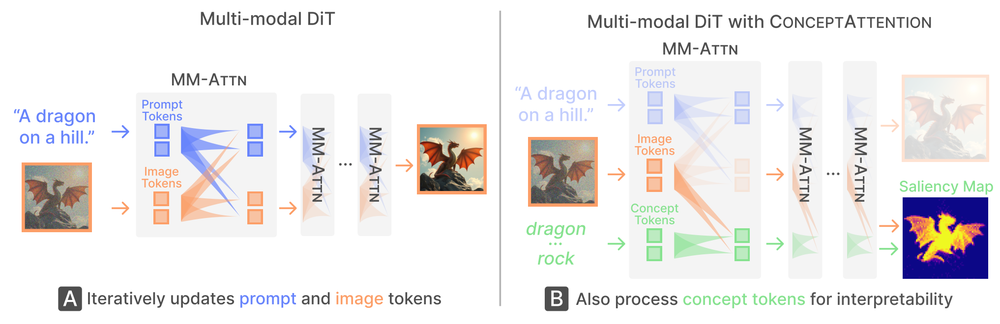 Multi-modal DiT
MM-ATTN
Prompt
Tokens
"A dragon
on a hill."
Image
Tokens
MM-ATTN
...
MM-ATTN
A Iteratively updates prompt and image tokens
Multi-modal DiT with CONCEPTATTENTION
MM-ATTN
Prompt
Tokens
"A dragon
on a hill."
Image
Tokens
Concept
Tokens
dragon
...
rock
MM-ATTN
...
MM-ATTN
Saliency Map
B Also process concept tokens for interpretability